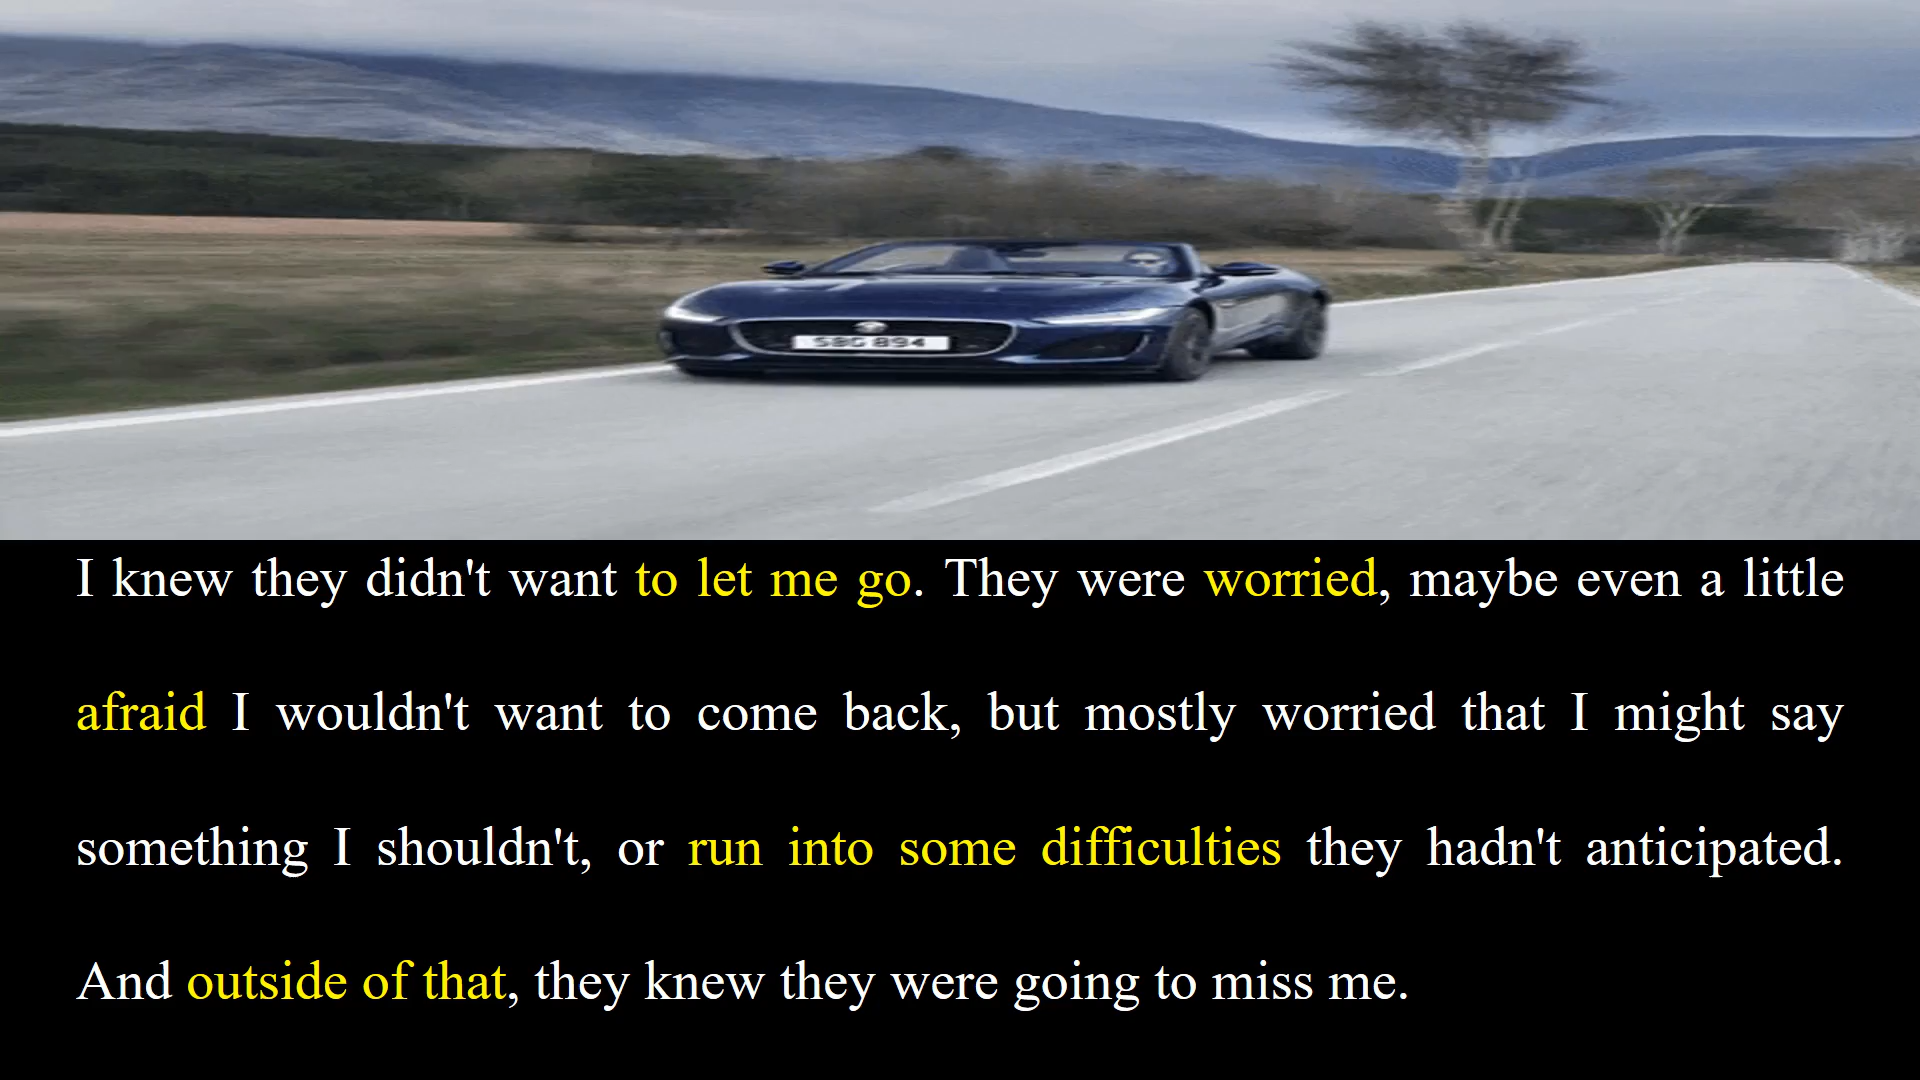 I knew they didn't want to let me go. They were worried, maybe even a little
afraid I wouldn't want to come back, but mostly worried that I might say
something I shouldn't, or run into some difficulties they hadn't anticipated.
And outside of that, they knew they were going to miss me.